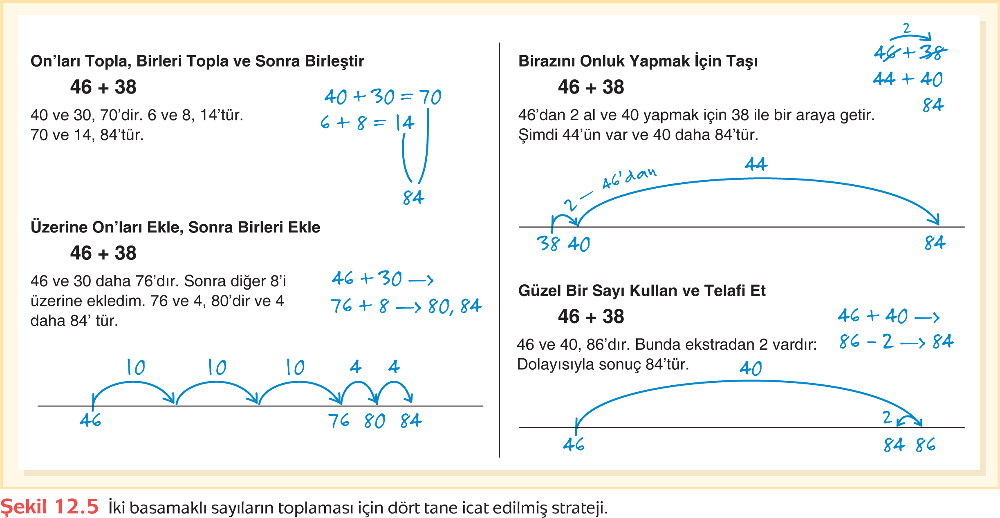 On’ları Topla, Birleri Topla ve Sonra Birleştir
46 + 38
40 ve 30, 70’dir. 6 ve 8, 14’tür.
70 ve 14, 84’tür.
40 + 30 = 70
6 + 8 = 14
84
Üzerine On’ları Ekle, Sonra Birleri Ekle
46 + 38
46 ve 30 daha 76’dır. Sonra diğer 8’i
üzerine ekledim. 76 ve 4, 80’dir ve 4
daha 84’ tür.
46 + 30 →
76 + 8 → 80, 84
10 10 10 4 4
46 76 80 84
Birazını Onluk Yapmak İçin Taşı
46 + 38
46’dan 2 al ve 40 yapmak için 38 ile bir araya getir.
Şimdi 44’ün var ve 40 daha 84’tür.
2
46 + 38
44 + 40
84
44
2 — 46’dan
38 40 84
Güzel Bir Sayı Kullan ve Telafi Et
46 + 38
46 ve 40, 86’dır. Bunda ekstradan 2 vardır:
Dolayısıyla sonuç 84’tür.
46 + 40 →
86 - 2 → 84
40
2
46 84 86
Şekil 12.5 İki basamaklı sayıların toplaması için dört tane icat edilmiş strateji.